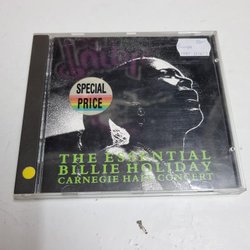 SPECIAL
PRICE
THE ESSENTIAL
BILLIE HOLIDAY
CARNEGIE HALL CONCERT